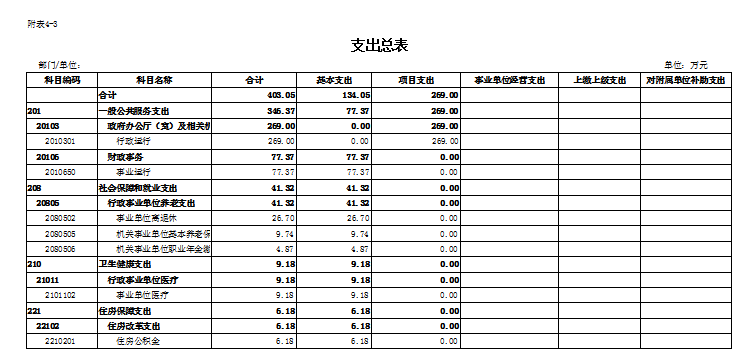 附表4-3
支出总表
部门/单位: 单位: 万元
科目编码 科目名称 合计 基本支出 项目支出 事业单位经营支出 上缴上级支出 对附属单位补助支出
合计 403.05 134.05 269.00
201 一般公共服务支出 346.37 77.37 269.00
20103 政府办公厅(室)及相关机 269.00 0.00 269.00
2010301 行政运行 269.00 0.00 269.00
20106 财政事务 77.37 77.37 0.00
2010650 事业运行 77.37 77.37 0.00
208 社会保障和就业支出 41.32 41.32 0.00
20805 行政事业单位养老支出 41.32 41.32 0.00
2080502 事业单位离退休 26.70 26.70 0.00
2080505 机关事业单位基本养老保 9.74 9.74 0.00
2080506 机关事业单位职业年金缴 4.87 4.87 0.00
210 卫生健康支出 9.18 9.18 0.00
21011 行政事业单位医疗 9.18 9.18 0.00
2101102 事业单位医疗 9.18 9.18 0.00
221 住房保障支出 6.18 6.18 0.00
22102 住房改革支出 6.18 6.18 0.00
2210201 住房公积金 6.18 6.18 0.00